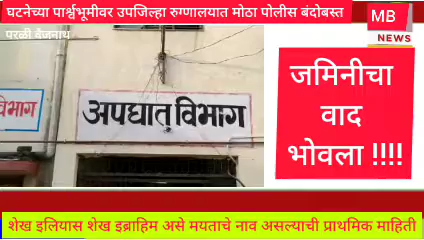 घटनेच्या पार्श्वभूमीवर उपजिल्हा रुग्णालयात मोठा पोलीस बंदोबस्त
परळी वैजनाथ
MB
NEWS
विभाग
अपघात विभाग
जमिनीचा
वाद
भोवला !!!!
शेख इलियास शेख इब्राहिम असे मयताचे नाव असल्याची प्राथमिक माहिती